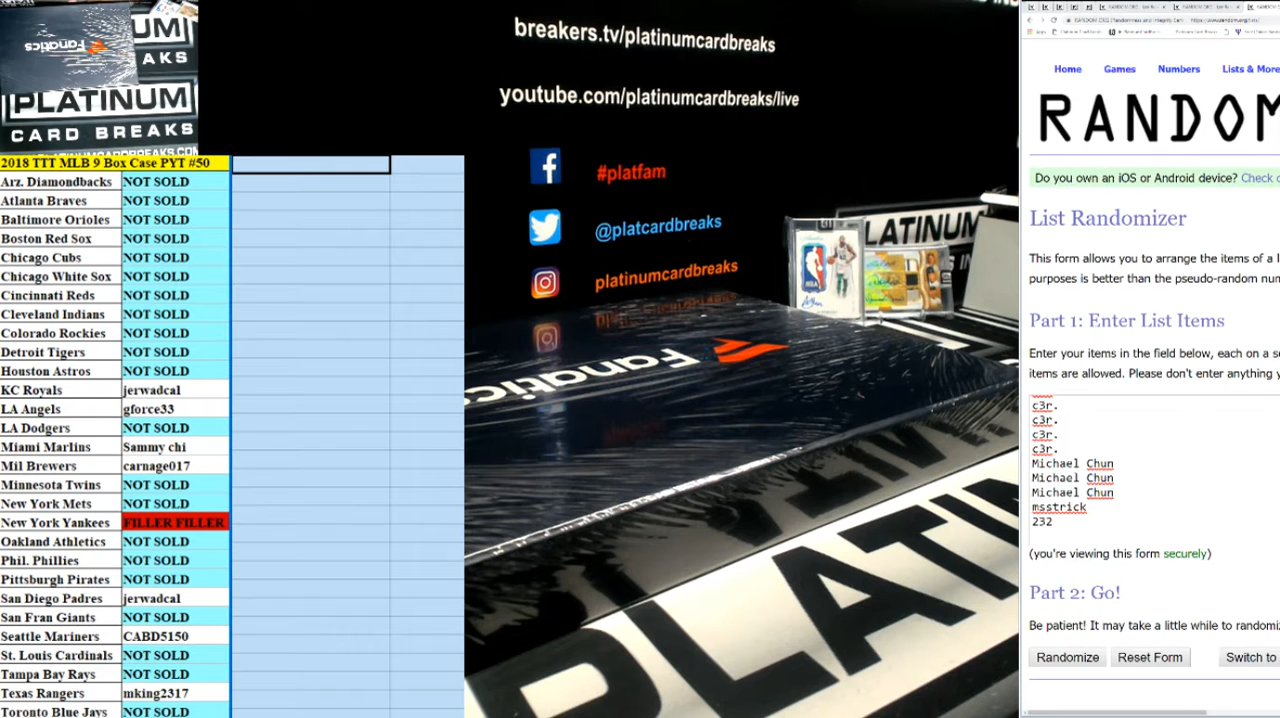 Fanatics
UM
AKS
PLATINUM
CARD BREAKS
2018 TTT MLB 9 Box Case PYT #50
Arz. Diamondbacks NOT SOLD
Atlanta Braves NOT SOLD
Baltimore Orioles NOT SOLD
Boston Red Sox NOT SOLD
Chicago Cubs NOT SOLD
Chicago White Sox NOT SOLD
Cincinnati Reds NOT SOLD
Cleveland Indians NOT SOLD
Colorado Rockies NOT SOLD
Detroit Tigers NOT SOLD
Houston Astros NOT SOLD
KC Royals jerwadcal
LA Angels gforce33
LA Dodgers NOT SOLD
Miami Marlins Sammy chi
Mil Brewers carnage017
Minnesota Twins NOT SOLD
New York Mets NOT SOLD
New York Yankees FILLER FILLER
Oakland Athletics NOT SOLD
Phil. Phillies NOT SOLD
Pittsburgh Pirates NOT SOLD
San Diego Padres jerwadcal
San Fran Giants NOT SOLD
Seattle Mariners CABD5150
St. Louis Cardinals NOT SOLD
Tampa Bay Rays NOT SOLD
Texas Rangers mking2317
Toronto Blue Jays NOT SOLD
breakers.tv/platinumcardbreaks
youtube.com/platinumcardbreaks/live
#platfam
@platcardbreaks
platinumcardbreaks
PLATINUM
Fanatics
PLATIN
Home Games Numbers Lists & More
RANDOM
Do you own an iOS or Android device? Check
List Randomizer
This form allows you to arrange the items of a
purposes is better than the pseudo-random
Part 1: Enter List Items
Enter your items in the field below, each on a
items are allowed. Please don't enter anything
c3r.
c3r.
c3r.
c3r.
Michael Chun
Michael Chun
Michael Chun
msstrick
232
(you're viewing this form securely)
Part 2: Go!
Be patient! It may take a little while to
Randomize Reset Form Switch to